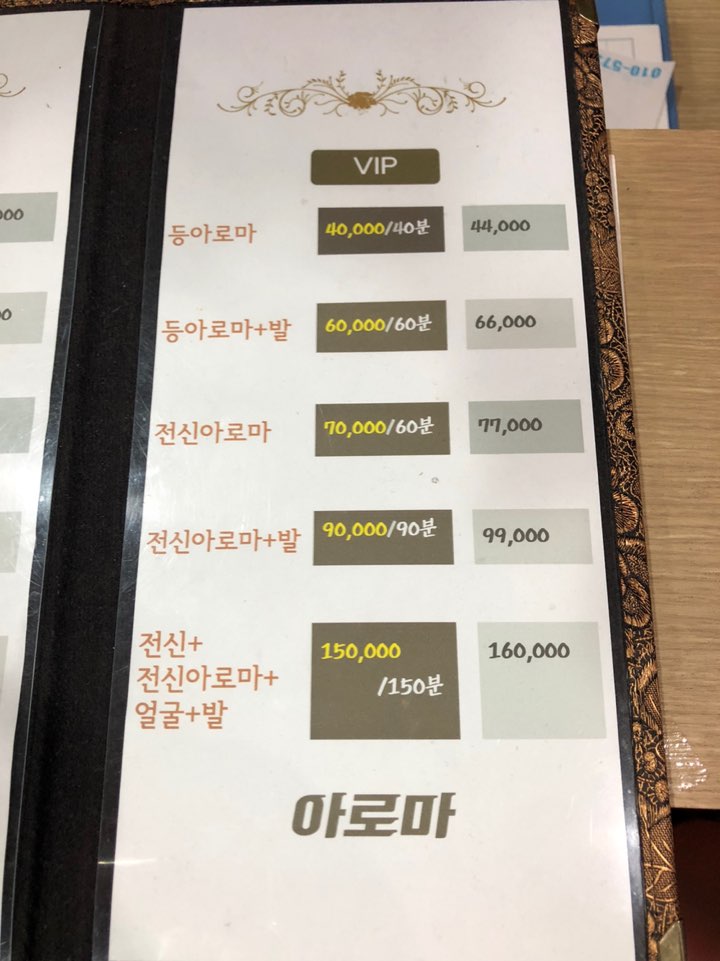 VIP
등아로마 40,000/40분 44,000
등아로마+발 60,000/60분 66,000
전신아로마 70,000/60분 77,000
전신아로마+발 90,000/90분 99,000
전신+ 150,000 160,000
전신아로마+ /150분
얼굴+발
아로마